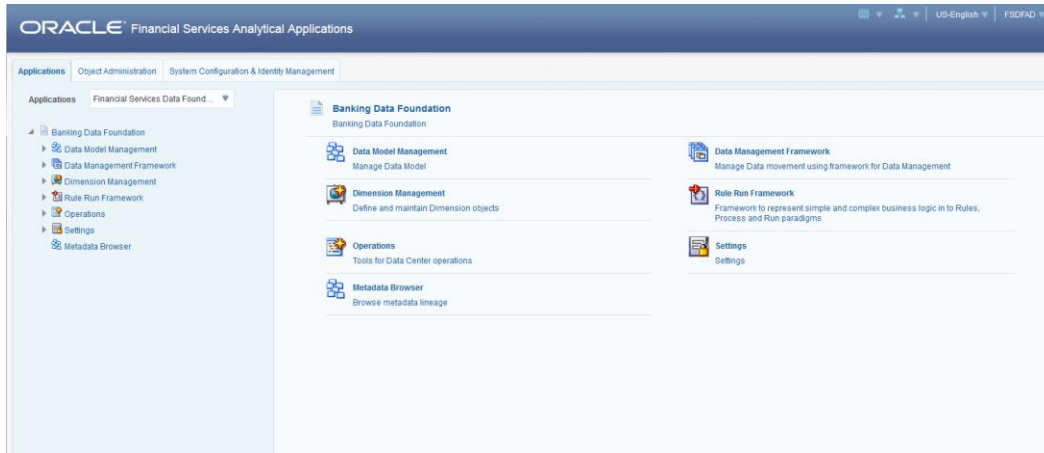 ORACLE Financial Services Analytical Applications
US-English
FSDFAD
Applications
Object Administration
System Configuration & Identity Management
Applications
Financial Services Data Found...
Banking Data Foundation
Data Model Management
Data Management Framework
Dimension Management
Rule Run Framework
Operations
Settings
Metadata Browser
Banking Data Foundation
Banking Data Foundation
Data Model Management
Manage Data Model
Data Management Framework
Manage Data movement using framework for Data Management
Dimension Management
Define and maintain Dimension objects
Rule Run Framework
Framework to represent simple and complex business logic in to Rules,
Process and Run paradigms
Operations
Tools for Data Center operations
Settings
Settings
Metadata Browser
Browse metadata lineage